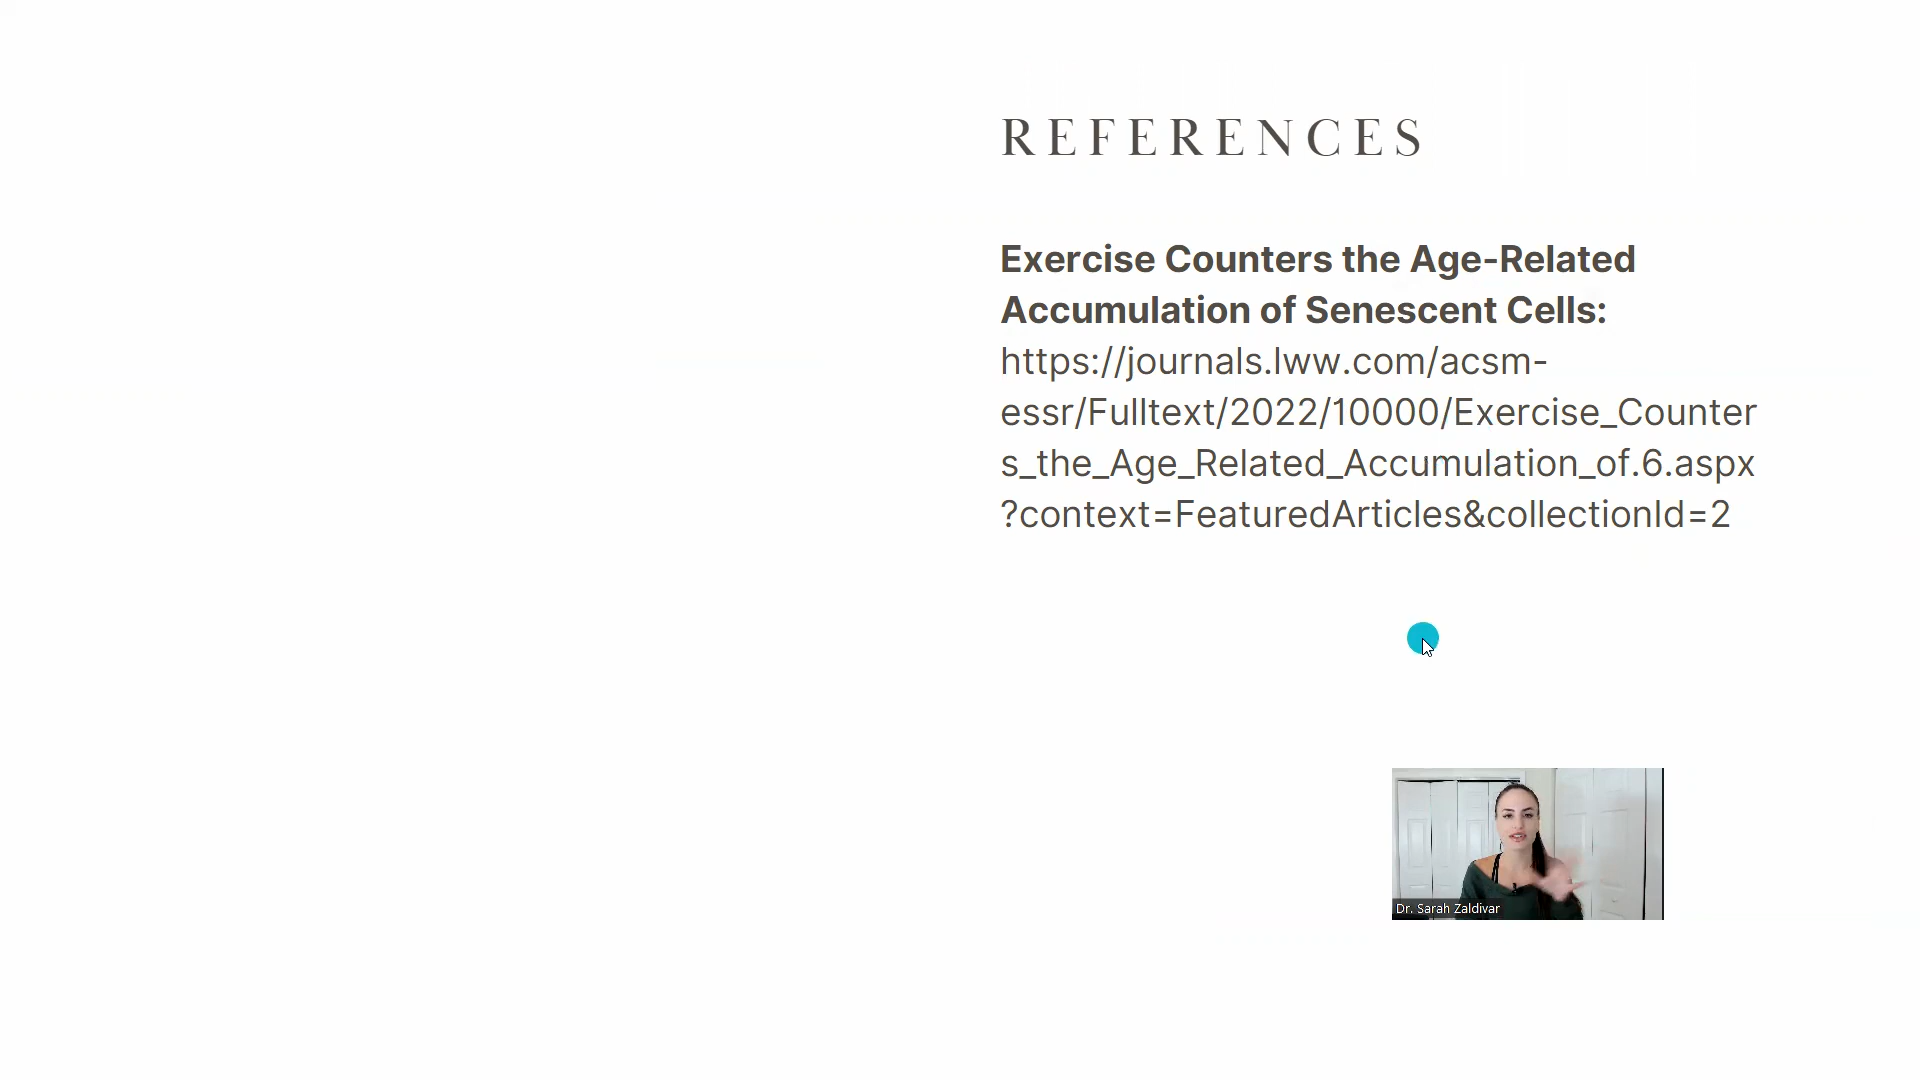 REFERENCES
Exercise Counters the Age-Related
Accumulation of Senescent Cells:
https://journals.lww.com/acsm-
essr/Fulltext/2022/10000/Exercise_Counter
s_the_Age_Related_Accumulation_of.6.aspx
?context=FeaturedArticles&collectionId=2
Dr. Sarah Zaldivar